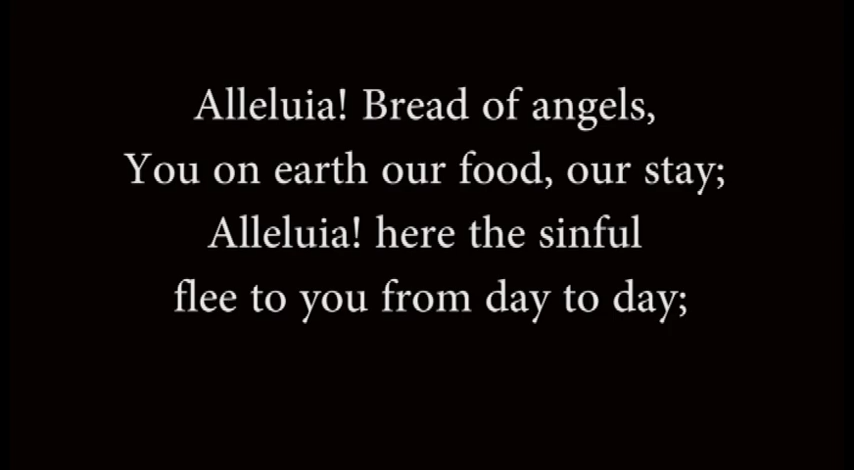 Alleluia! Bread of angels,
You on earth our food, our stay;
Alleluia! here the sinful
flee to you from day to day;